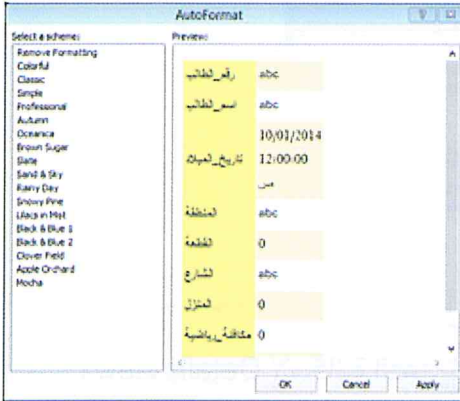 AutoFormat
Select a scheme:
Preview:
Remove Formatting
Colorful
Classic
Simple
Professional
Autumn
Oceanica
Brown Sugar
Slate
Sand & Sky
Rainy Day
Snowy Pine
Lilacs in Mist
Black & Blue 1
Black & Blue 2
Clover Field
Apple Orchard
Mocha
رقم_الطالب abc
اسم_الطالب abc
تاريخ_الميلاد 10/01/2014
12:00:00
ص
المنطقة abc
القطعة 0
الشارع abc
المنزل 0
مكافئة_رياضية 0
OK Cancel Apply